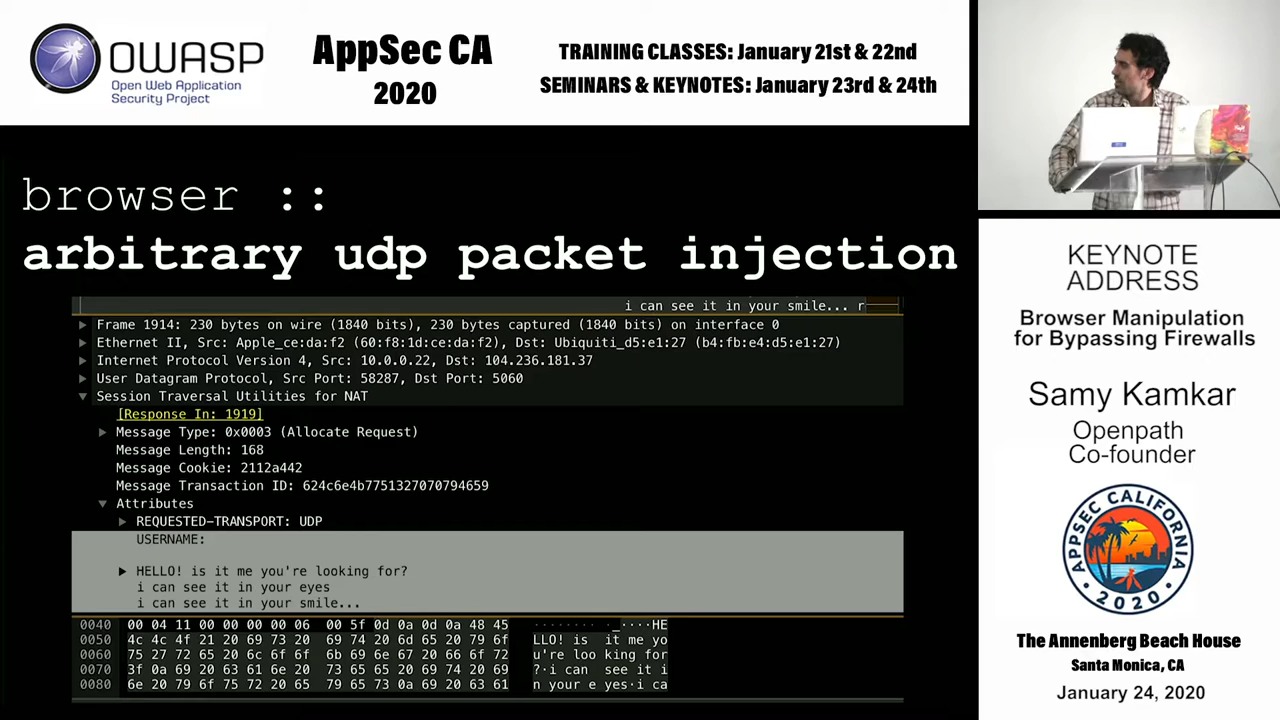 OWASP
Open Web Application
Security Project
AppSec CA
2020
TRAINING CLASSES: January 21st & 22nd
SEMINARS & KEYNOTES: January 23rd & 24th
browser ::
arbitrary udp packet injection
i can see it in your smile... r
Frame 1914: 230 bytes on wire (1840 bits), 230 bytes captured (1840 bits) on interface 0
Ethernet II, Src: Apple_ce:da:f2 (60:f8:1d:ce:da:f2), Dst: Ubiquiti_d5:e1:27 (b4:fb:e4:d5:e1:27)
Internet Protocol Version 4, Src: 10.0.0.22, Dst: 104.236.181.37
User Datagram Protocol, Src Port: 58287, Dst Port: 5060
Session Traversal Utilities for NAT
[Response In: 1919]
Message Type: 0x0003 (Allocate Request)
Message Length: 168
Message Cookie: 2112a442
Message Transaction ID: 624c6e4b7751327070794659
Attributes
REQUESTED-TRANSPORT: UDP
USERNAME:
HELLO! is it me you're looking for?
i can see it in your eyes
i can see it in your smile...
0040 00 04 11 00 00 00 00 06 00 5f 0d 0a 0d 0a 48 45 ·········_····HE
0050 4c 4c 4f 21 20 69 73 20 69 74 20 6d 65 20 79 6f LLO! is it me yo
0060 75 27 72 65 20 6c 6f 6f 6b 69 6e 67 20 66 6f 72 u're loo king for
0070 3f 0a 69 20 63 61 6e 20 73 65 65 20 69 74 20 69 ?·i can see it i
0080 6e 20 79 6f 75 72 20 65 79 65 73 0a 69 20 63 61 n your e yes·i ca
KEYNOTE
ADDRESS
Browser Manipulation
for Bypassing Firewalls
Samy Kamkar
Openpath
Co-founder
APPSEC CALIFORNIA
2020
The Annenberg Beach House
Santa Monica, CA
January 24, 2020